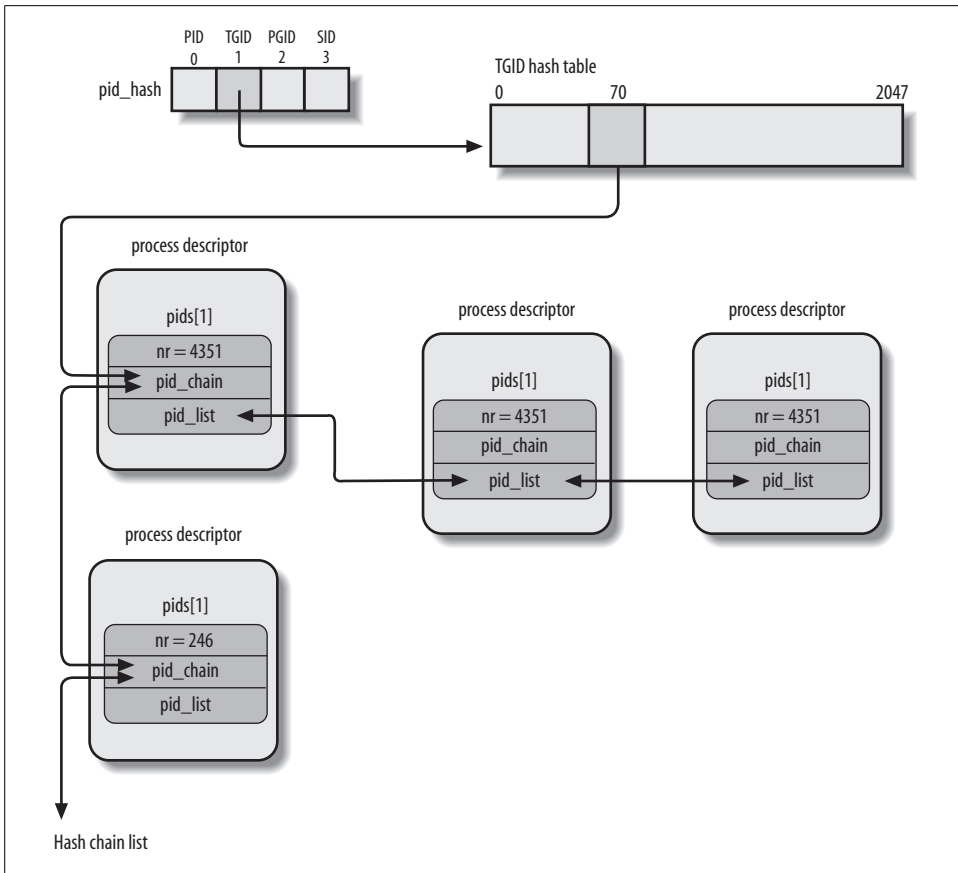 PID TGID PGID SID
0 1 2 3
pid_hash
TGID hash table
0 70 2047
process descriptor
pids[1]
nr = 4351
pid_chain
pid_list
process descriptor
pids[1]
nr = 4351
pid_chain
pid_list
process descriptor
pids[1]
nr = 4351
pid_chain
pid_list
process descriptor
pids[1]
nr = 246
pid_chain
pid_list
Hash chain list